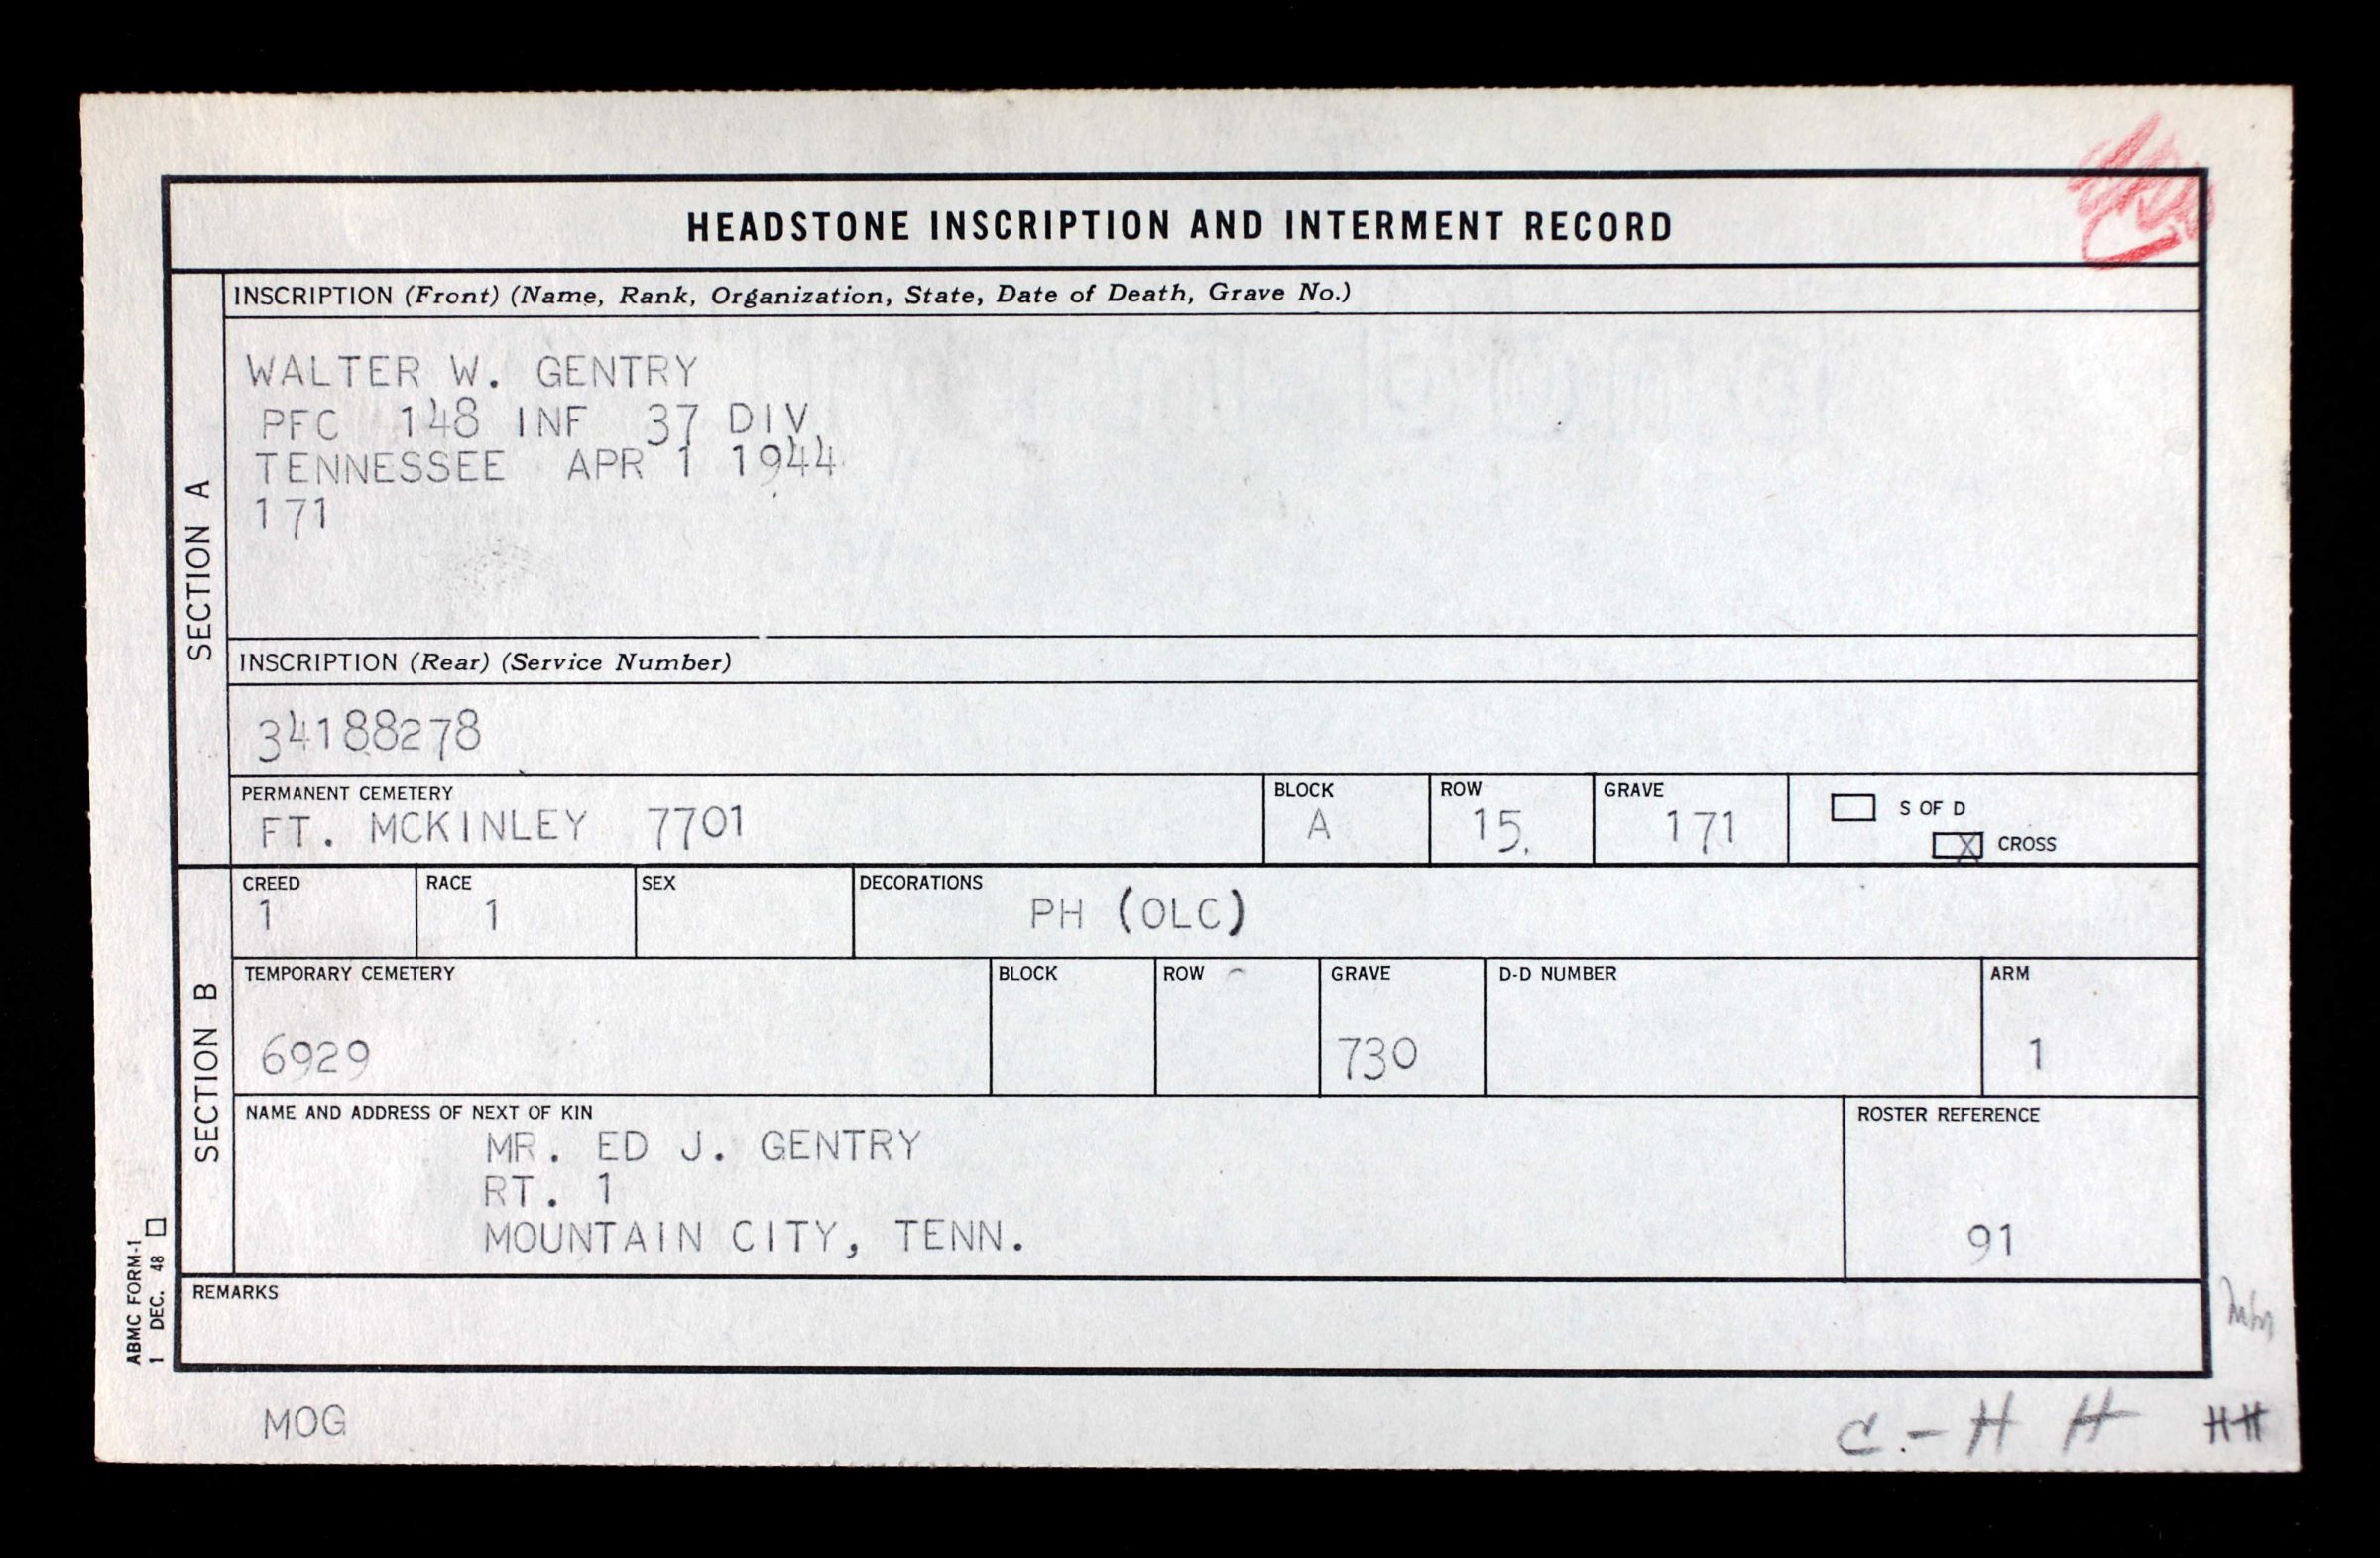 HEADSTONE INSCRIPTION AND INTERMENT RECORD
SECTION A
INSCRIPTION (Front) (Name, Rank, Organization, State, Date of Death, Grave No.)
WALTER W. GENTRY
PFC 148 INF 37 DIV
TENNESSEE APR 1 1944
171
INSCRIPTION (Rear) (Service Number)
34188278
PERMANENT CEMETERY BLOCK ROW GRAVE
FT. MCKINLEY 7701 A 15. 171
S OF D
X CROSS
SECTION B
CREED RACE SEX DECORATIONS
1 1 PH (OLC)
TEMPORARY CEMETERY BLOCK ROW GRAVE D-D NUMBER ARM
6929 730 1
NAME AND ADDRESS OF NEXT OF KIN ROSTER REFERENCE
MR. ED J. GENTRY
RT. 1
MOUNTAIN CITY, TENN. 91
REMARKS
ABMC FORM-1
1 DEC. 48
MOG
C.- H H HH